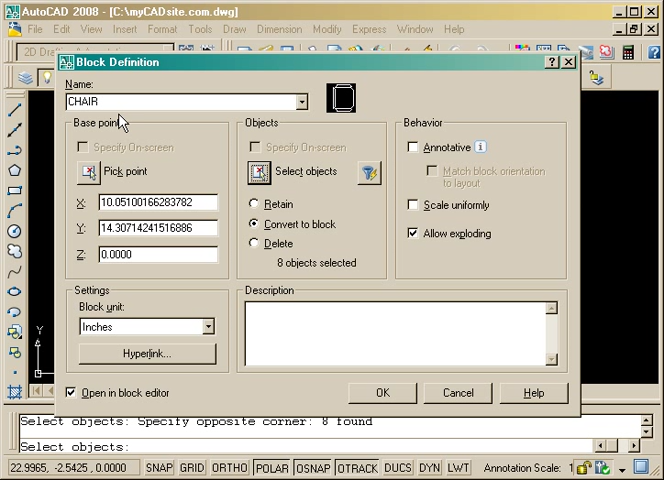 AutoCAD 2008 - [C:\myCADsite.com.dwg]
File Edit View Insert Format Tools Draw Dimension Modify Express Window Help
2D Drafting & Annotation
Block Definition
Name:
CHAIR
Base point
Specify On-screen
Pick point
X: 10.05100166283782
Y: 14.30714241516886
Z: 0.0000
Objects
Specify On-screen
Select objects
Retain
Convert to block
Delete
8 objects selected
Behavior
Annotative
Match block orientation
to layout
Scale uniformly
Allow exploding
Settings
Block unit:
Inches
Hyperlink...
Description
Open in block editor
OK Cancel Help
Select objects: Specify opposite corner: 8 found
Select objects:
22.9965, -2.5425, 0.0000 SNAP GRID ORTHO POLAR OSNAP OTRACK DUCS DYN LWT Annotation Scale: 1
Y